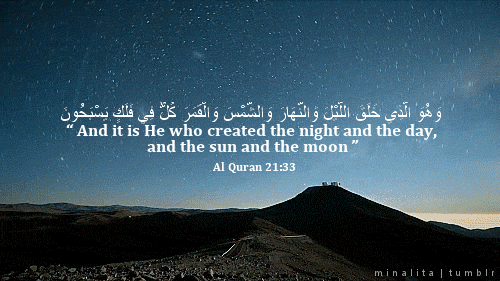 وَهُوَ الَّذِي خَلَقَ اللَّيْلَ وَالنَّهَارَ وَالشَّمْسَ وَالْقَمَرَ كُلٌّ فِي فَلَكٍ يَسْبَحُونَ
“ And it is He who created the night and the day,
and the sun and the moon ”
Al Quran 21:33
minalita | tumblr